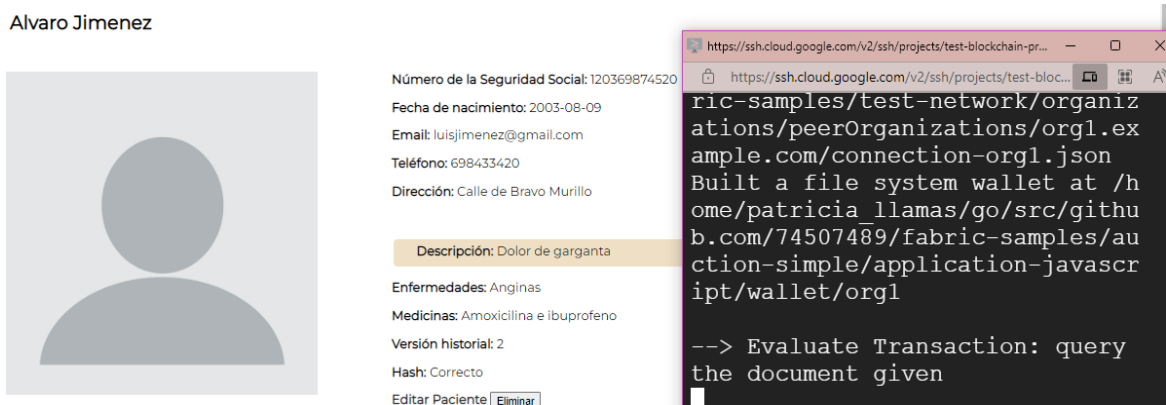 Alvaro Jimenez
Número de la Seguridad Social: 120369874520
Fecha de nacimiento: 2003-08-09
Email: luisjimenez@gmail.com
Teléfono: 698433420
Dirección: Calle de Bravo Murillo
Descripción: Dolor de garganta
Enfermedades: Anginas
Medicinas: Amoxicilina e ibuprofeno
Versión historial: 2
Hash: Correcto
Editar Paciente Eliminar
https://ssh.cloud.google.com/v2/ssh/projects/test-blockchain-pr...
https://ssh.cloud.google.com/v2/ssh/projects/test-bloc...
ric-samples/test-network/organiz
ations/peerOrganizations/org1.ex
ample.com/connection-org1.json
Built a file system wallet at /h
ome/patricia_llamas/go/src/githu
b.com/74507489/fabric-samples/au
ction-simple/application-javascr
ipt/wallet/org1
--> Evaluate Transaction: query
the document given